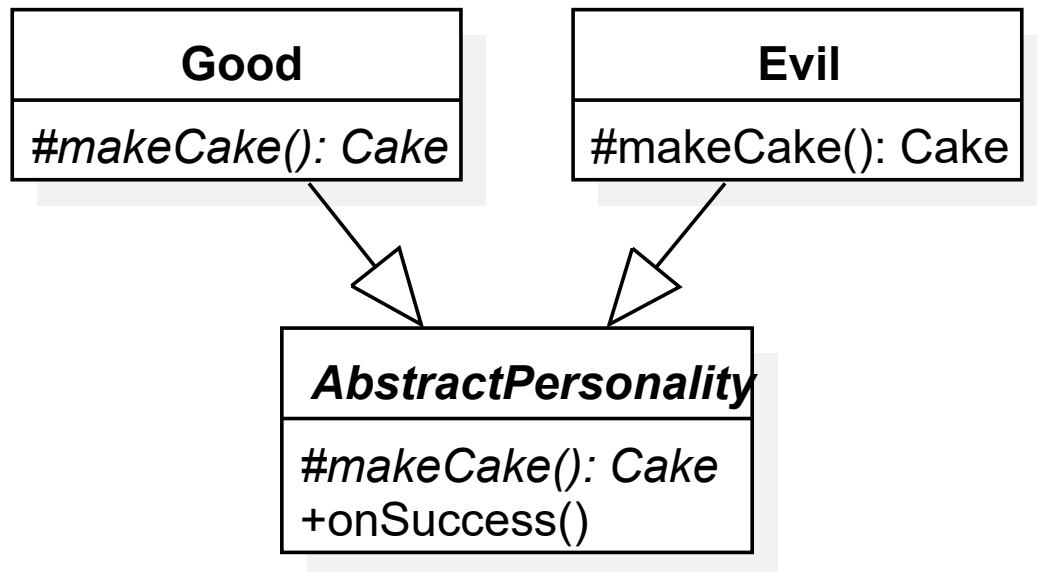 Good
#makeCake(): Cake
Evil
#makeCake(): Cake
AbstractPersonality
#makeCake(): Cake
+onSuccess()